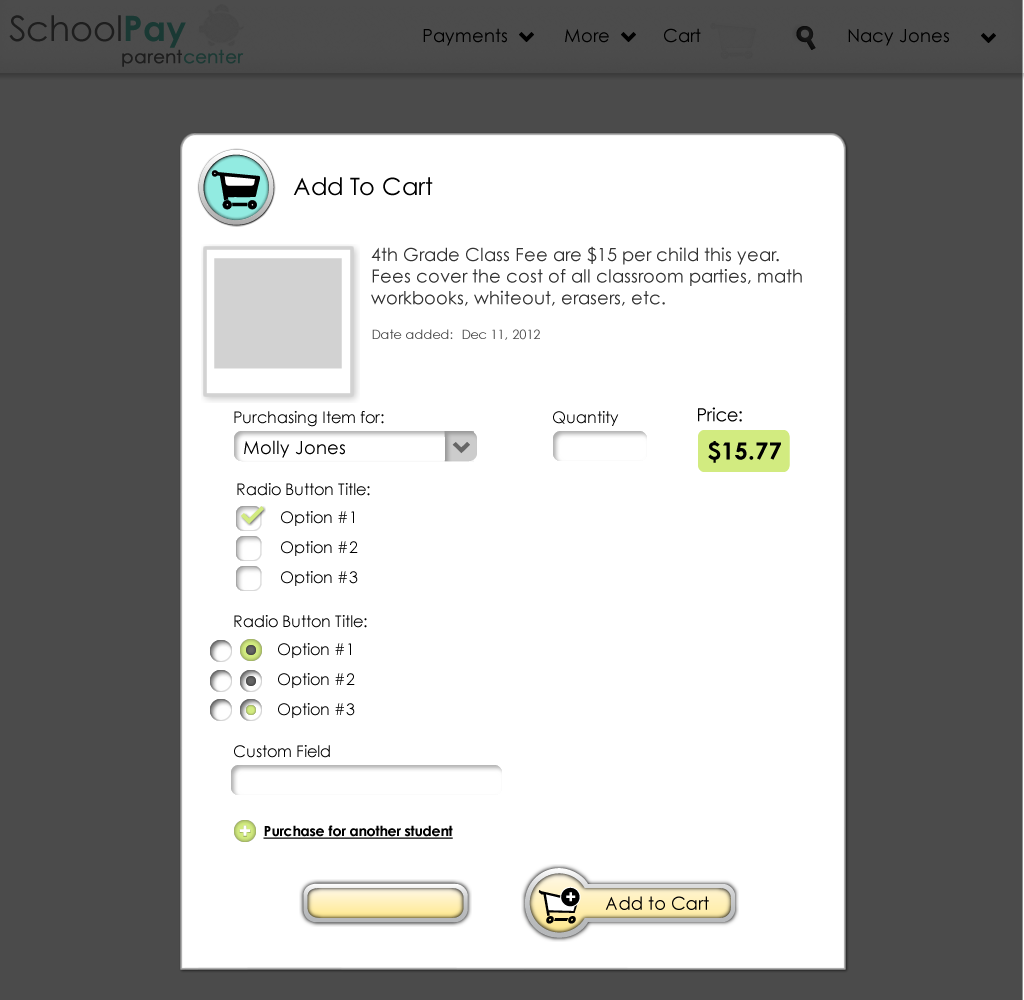 SchoolPay
parentcenter
Payments
More
Cart
Nacy Jones
Add To Cart
4th Grade Class Fee are $15 per child this year.
Fees cover the cost of all classroom parties, math
workbooks, whiteout, erasers, etc.
Date added: Dec 11, 2012
Purchasing Item for:
Quantity
Price:
Molly Jones
$15.77
Radio Button Title:
Option #1
Option #2
Option #3
Radio Button Title:
Option #1
Option #2
Option #3
Custom Field
Purchase for another student
Add to Cart